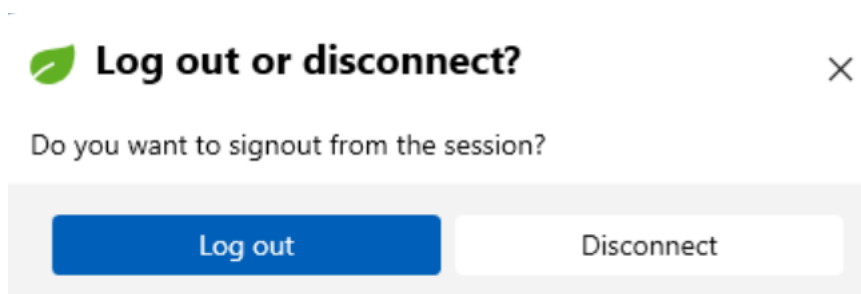 Log out or disconnect?
Do you want to signout from the session?
Log out
Disconnect